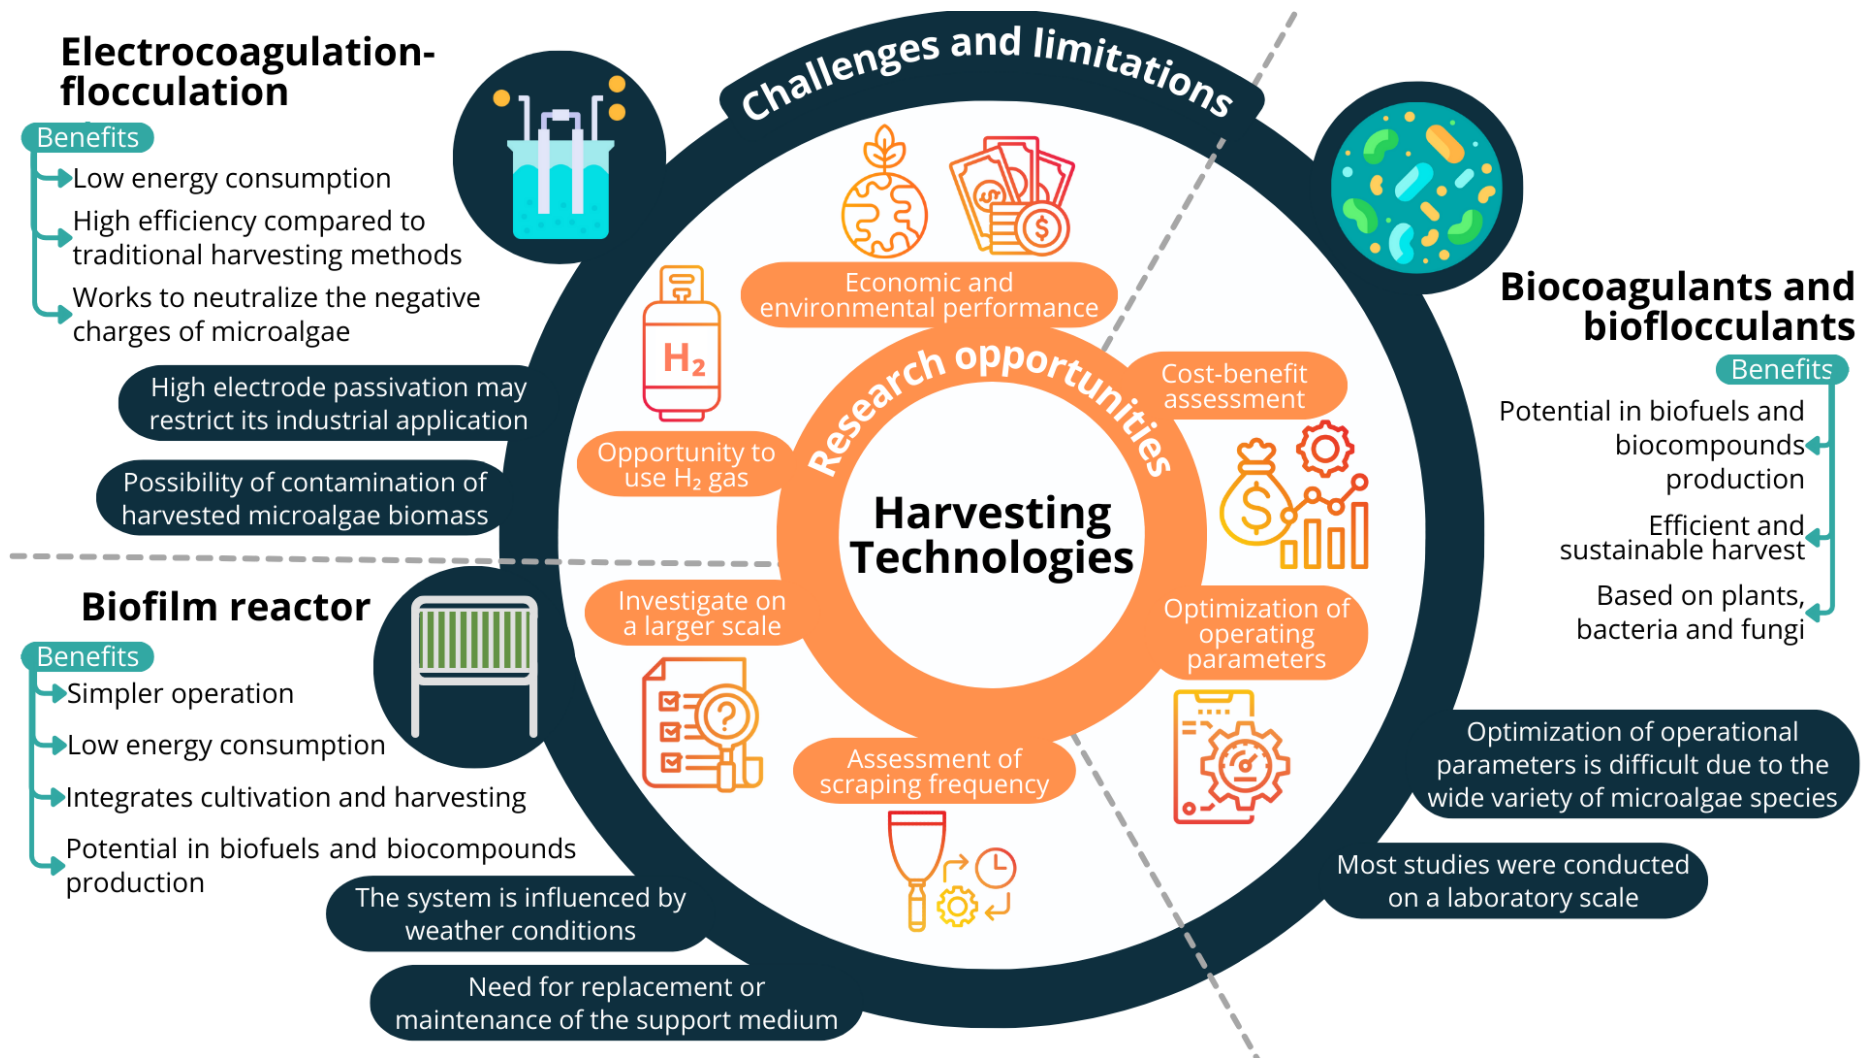 Challenges and limitations
Electrocoagulation-
flocculation
Benefits
Low energy consumption
High efficiency compared to
traditional harvesting methods
Works to neutralize the negative
charges of microalgae
High electrode passivation may
restrict its industrial application
Possibility of contamination of
harvested microalgae biomass
Economic and
environmental performance
H₂
Opportunity to
use H₂ gas
Research opportunities
Harvesting
Technologies
Cost-benefit
assessment
Optimization of
operating
parameters
Biocoagulants and
bioflocculants
Benefits
Potential in biofuels and
biocompounds
production
Efficient and
sustainable harvest
Based on plants,
bacteria and fungi
Optimization of operational
parameters is difficult due to the
wide variety of microalgae species
Most studies were conducted
on a laboratory scale
Biofilm reactor
Benefits
Simpler operation
Low energy consumption
Integrates cultivation and harvesting
Potential in biofuels and biocompounds
production
The system is influenced by
weather conditions
Need for replacement or
maintenance of the support medium
Investigate on
a larger scale
Assessment of
scraping frequency